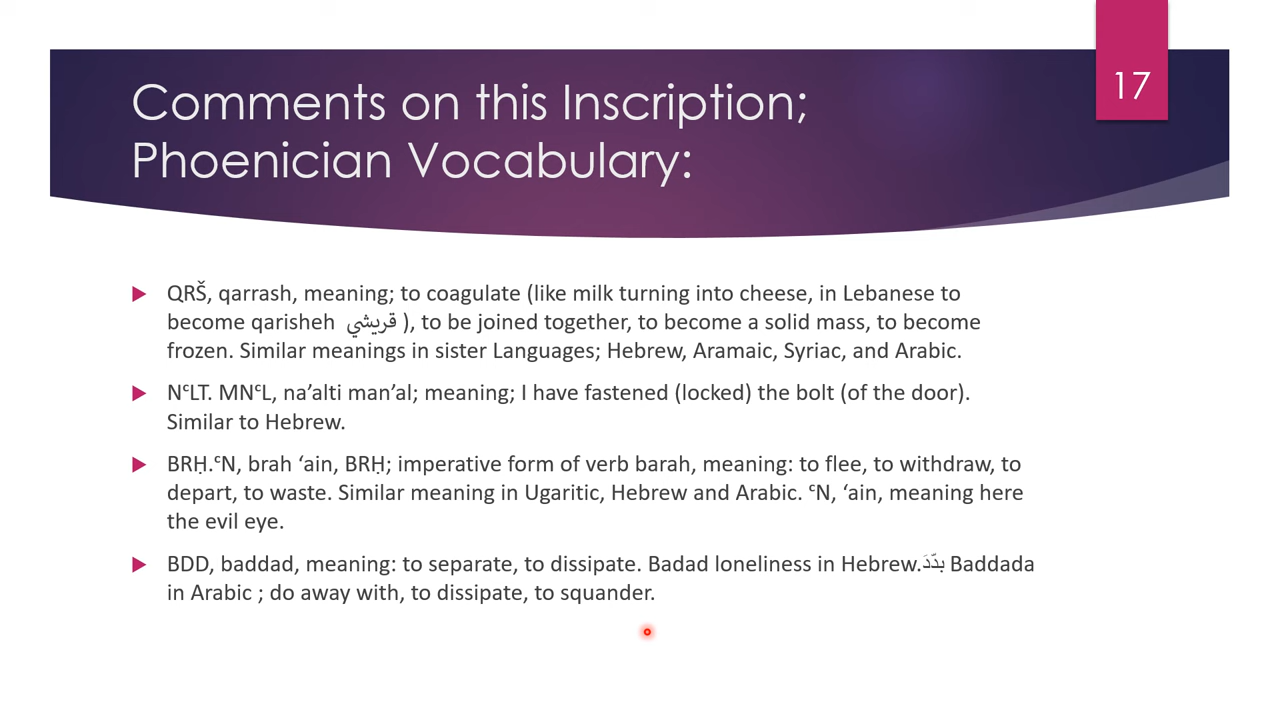 17
Comments on this Inscription;
Phoenician Vocabulary:
QRŠ, qarrash, meaning; to coagulate (like milk turning into cheese, in Lebanese to
become qarisheh قريشي ), to be joined together, to become a solid mass, to become
frozen. Similar meanings in sister Languages; Hebrew, Aramaic, Syriac, and Arabic.
NᶜLT. MNᶜL, na’alti man’al; meaning; I have fastened (locked) the bolt (of the door).
Similar to Hebrew.
BRḤ.ᶜN, brah ‘ain, BRḤ; imperative form of verb barah, meaning: to flee, to withdraw, to
depart, to waste. Similar meaning in Ugaritic, Hebrew and Arabic. ᶜN, ‘ain, meaning here
the evil eye.
BDD, baddad, meaning: to separate, to dissipate. Badad loneliness in Hebrew.بدّدَ Baddada
in Arabic ; do away with, to dissipate, to squander.